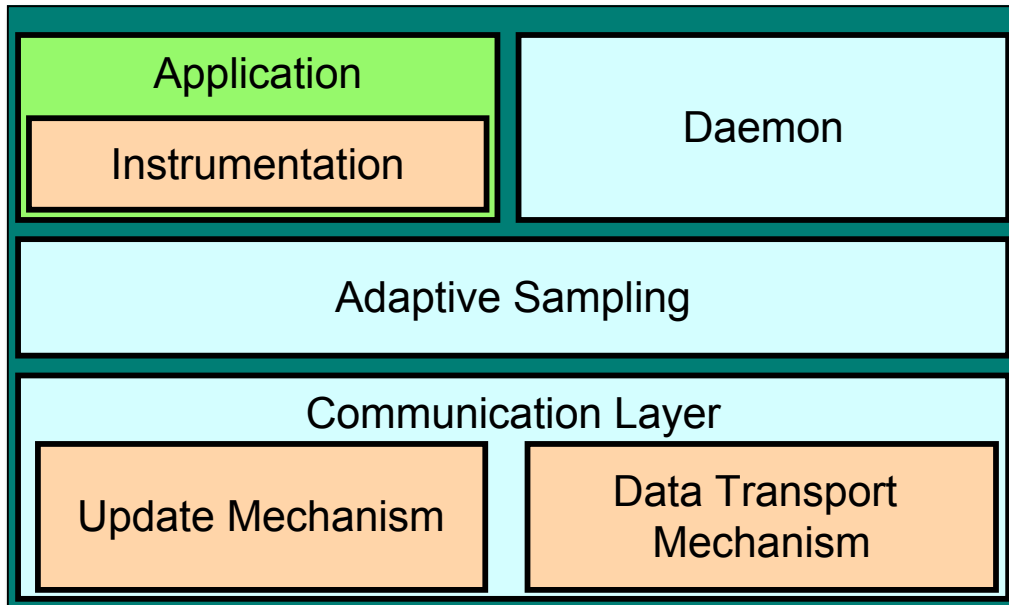 Application
Instrumentation
Daemon
Adaptive Sampling
Communication Layer
Update Mechanism
Data Transport
Mechanism